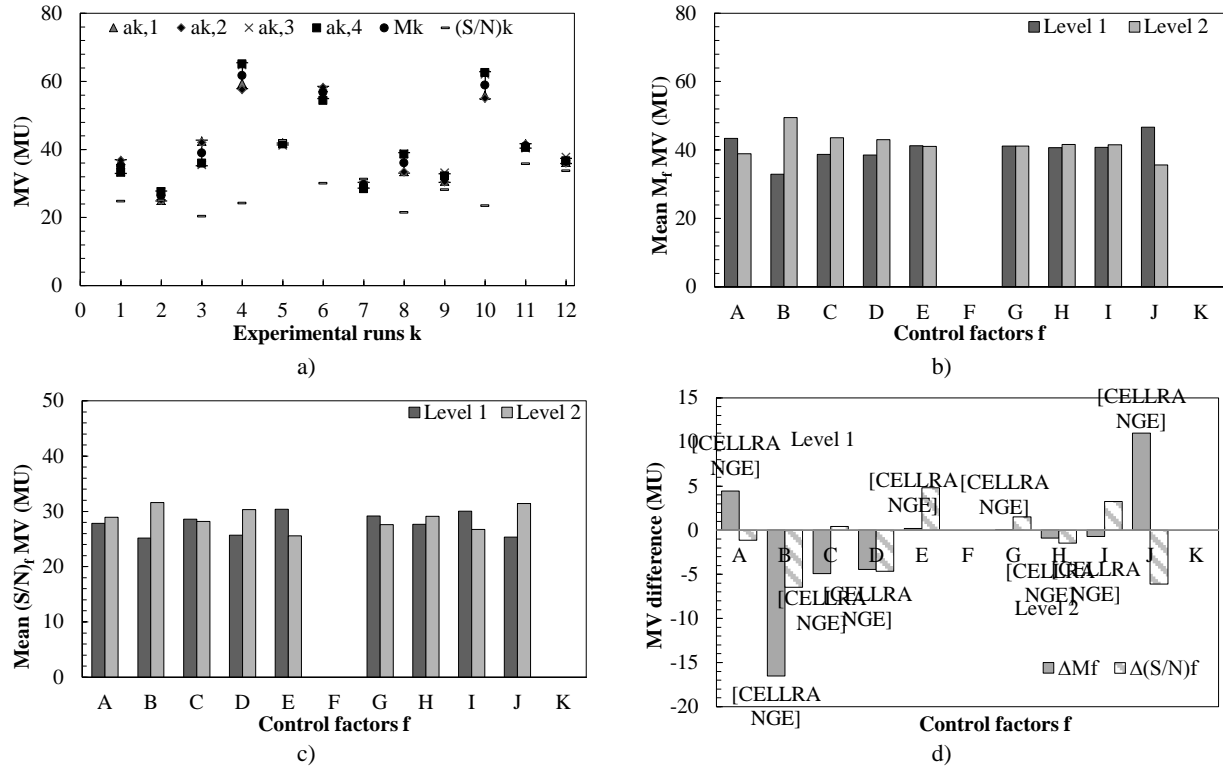 80
60
40
20
0
MV (MU)
ak,1 ak,2 ak,3 ak,4 Mk (S/N)k
0 1 2 3 4 5 6 7 8 9 10 11 12
Experimental runs k
a)
80
60
40
20
0
Mean Mf MV (MU)
Level 1 Level 2
A B C D E F G H I J K
Control factors f
b)
50
40
30
20
10
0
Mean (S/N)f MV (MU)
Level 1 Level 2
A B C D E F G H I J K
Control factors f
c)
15
10
5
0
-5
-10
-15
-20
MV difference (MU)
[CELLRA
NGE]
Level 1
[CELLRA
NGE]
[CELLRA
NGE]
[CELLRA
NGE]
A B C D E F G H I J K
[CELLRA
NGE]
[CELLRA
NGE]
[CELLRA
NGE]
[CELLRA
NGE]
Level 2
[CELLRA
NGE]
ΔMf Δ(S/N)f
Control factors f
d)